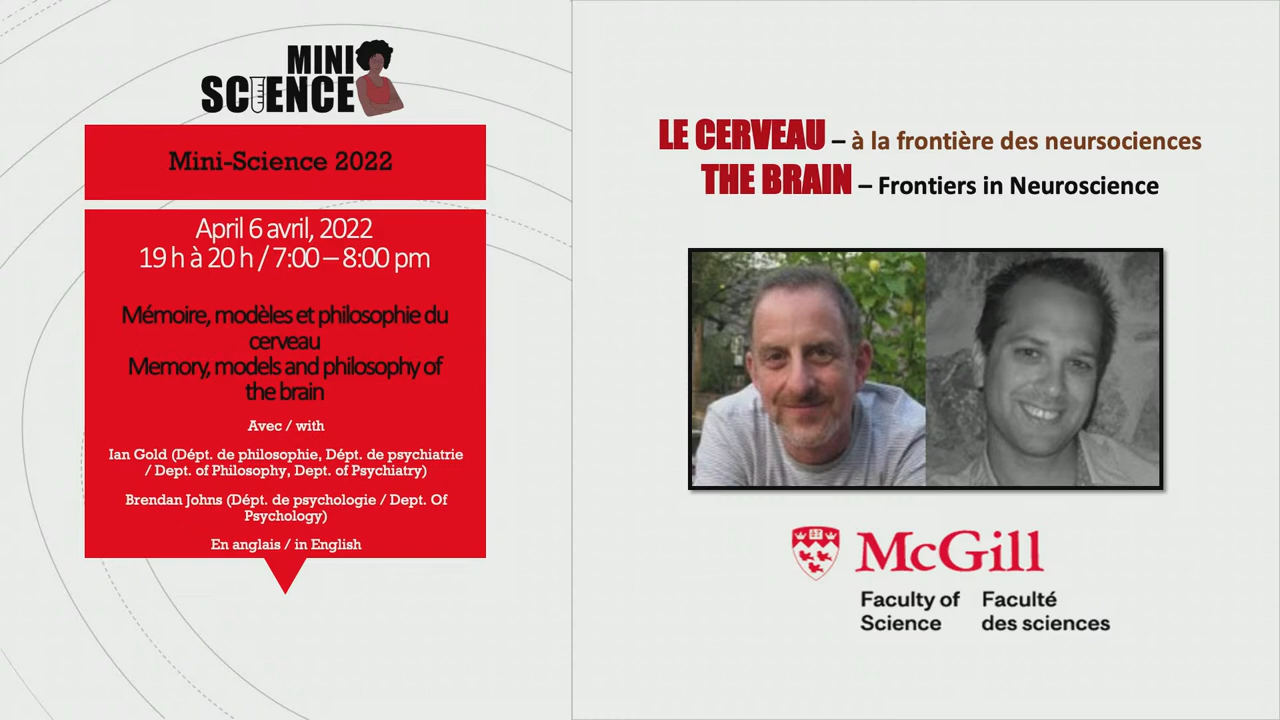 MINI
SCIENCE
Mini-Science 2022
April 6 avril, 2022
19 h à 20 h / 7:00 – 8:00 pm
Mémoire, modèles et philosophie du
cerveau
Memory, models and philosophy of
the brain
Avec / with
Ian Gold (Dépt. de philosophie, Dépt. de psychiatrie
/ Dept. of Philosophy, Dept. of Psychiatry)
Brendan Johns (Dépt. de psychologie / Dept. Of
Psychology)
En anglais / in English
LE CERVEAU – à la frontière des neursociences
THE BRAIN – Frontiers in Neuroscience
McGill
Faculty of Faculté
Science des sciences